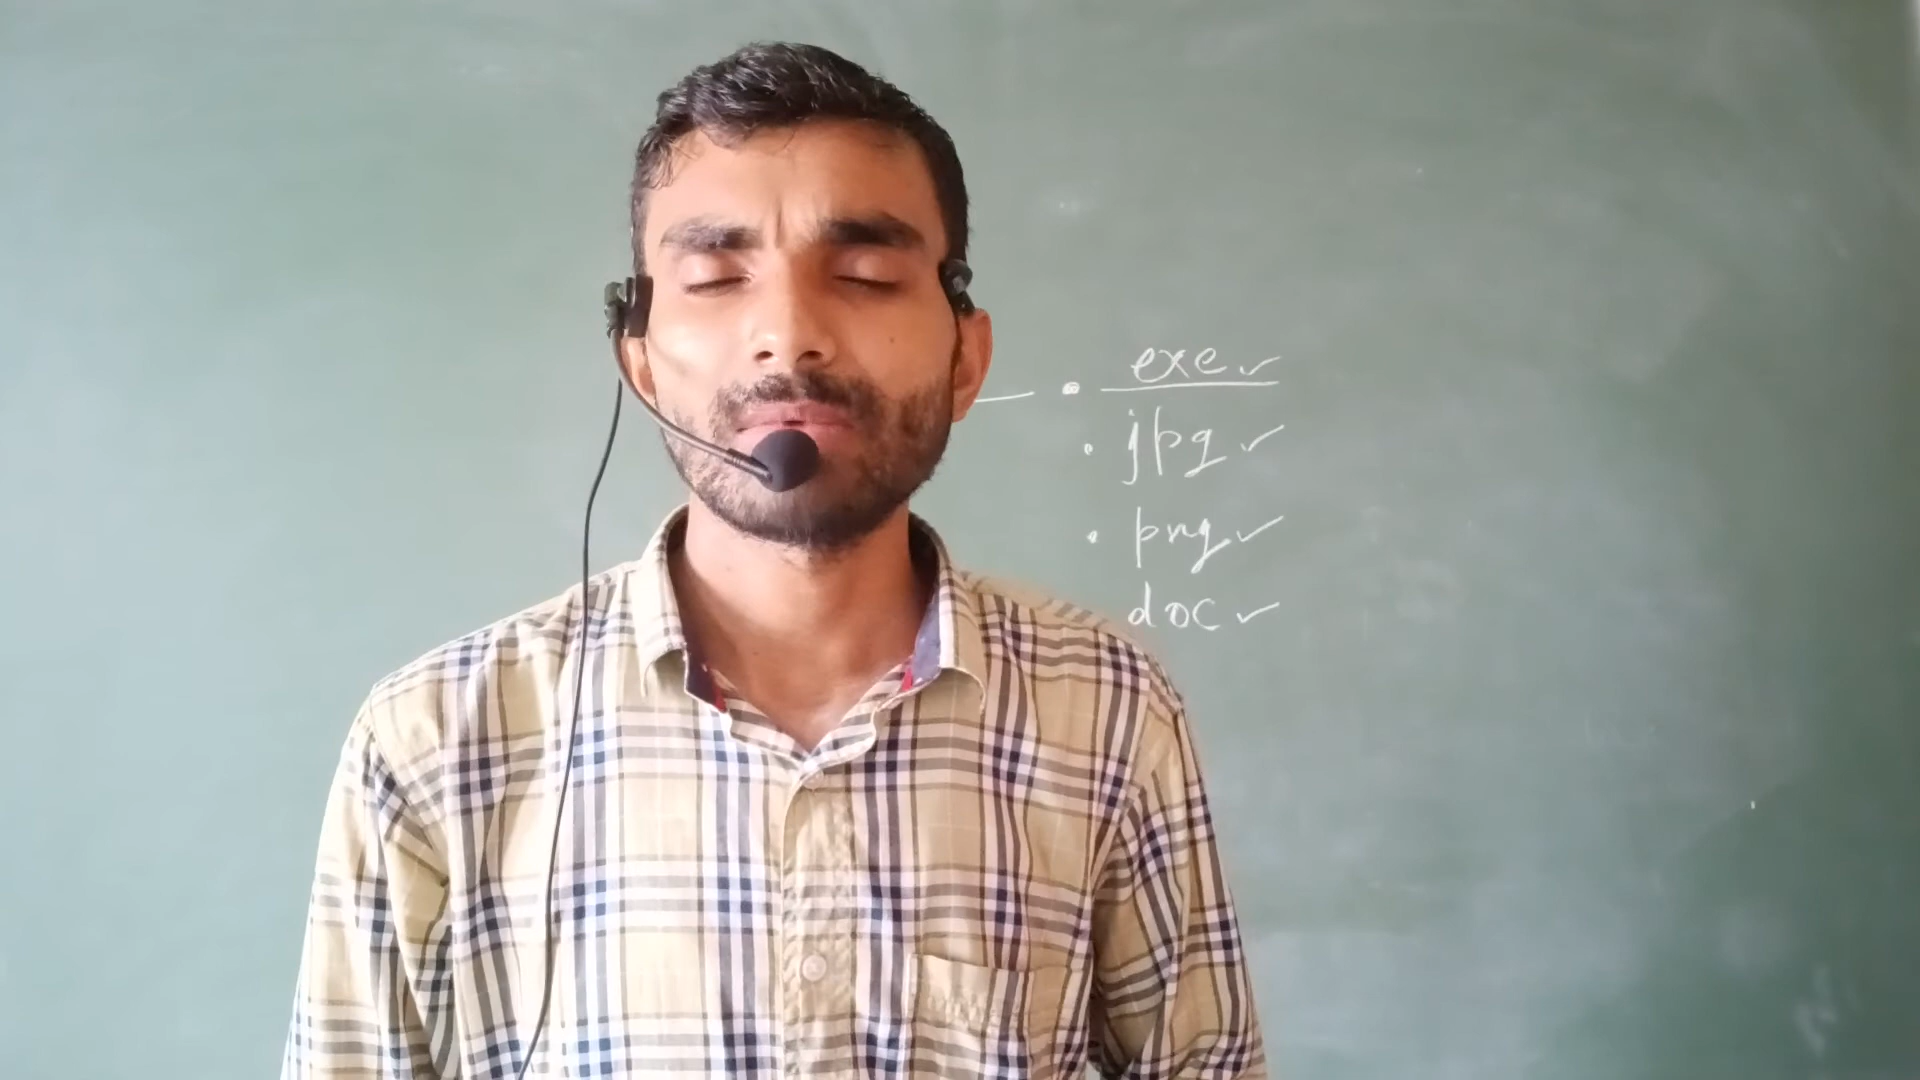 exe ✓
• jpg ✓
• png ✓
doc ✓